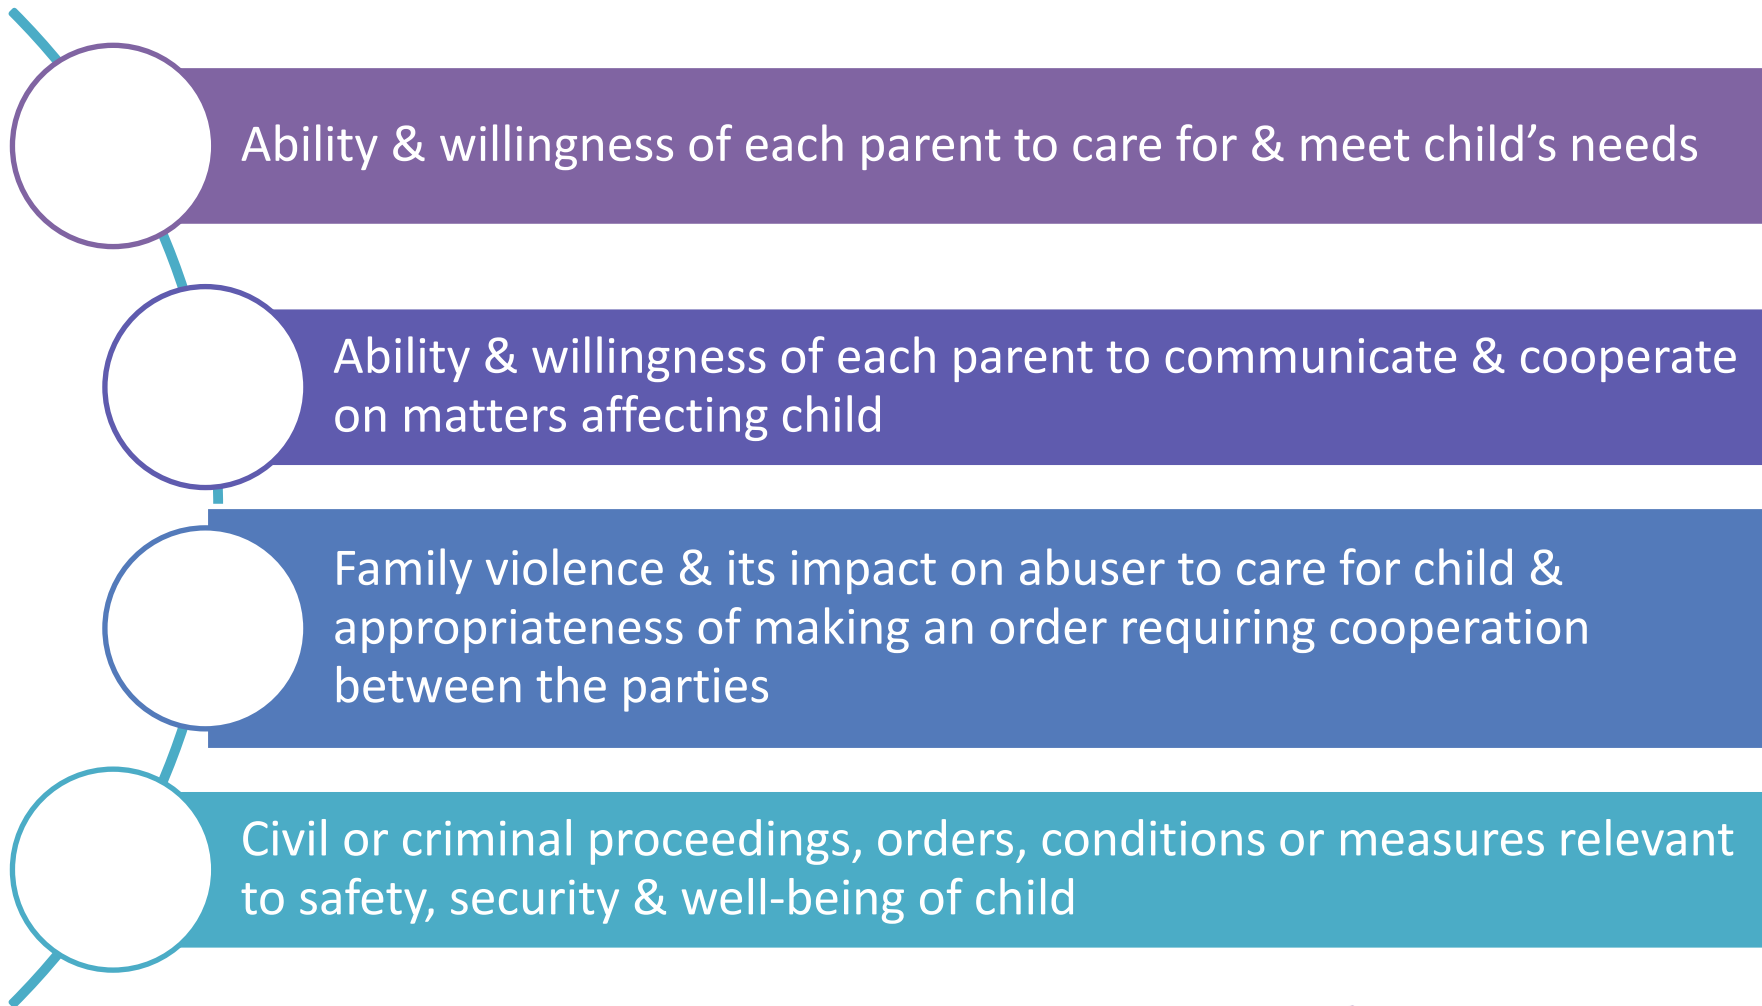 Ability & willingness of each parent to care for & meet child’s needs
Ability & willingness of each parent to communicate & cooperate
on matters affecting child
Family violence & its impact on abuser to care for child &
appropriateness of making an order requiring cooperation
between the parties
Civil or criminal proceedings, orders, conditions or measures relevant
to safety, security & well-being of child